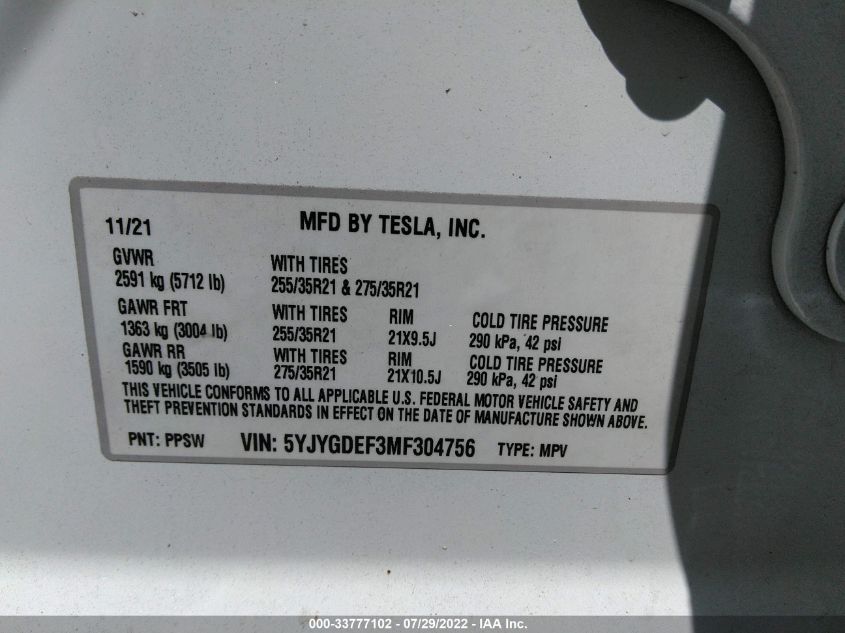 11/21 MFD BY TESLA, INC.
GVWR WITH TIRES
2591 kg (5712 lb) 255/35R21 & 275/35R21
GAWR FRT WITH TIRES RIM COLD TIRE PRESSURE
1363 kg (3004 lb) 255/35R21 21X9.5J 290 kPa, 42 psi
GAWR RR WITH TIRES RIM COLD TIRE PRESSURE
1590 kg (3505 lb) 275/35R21 21X10.5J 290 kPa, 42 psi
THIS VEHICLE CONFORMS TO ALL APPLICABLE U.S. FEDERAL MOTOR VEHICLE SAFETY AND
THEFT PREVENTION STANDARDS IN EFFECT ON THE DATE OF MANUFACTURE SHOWN ABOVE.
PNT: PPSW VIN: 5YJYGDEF3MF304756 TYPE: MPV
000-33777102 - 07/29/2022 - IAA Inc.